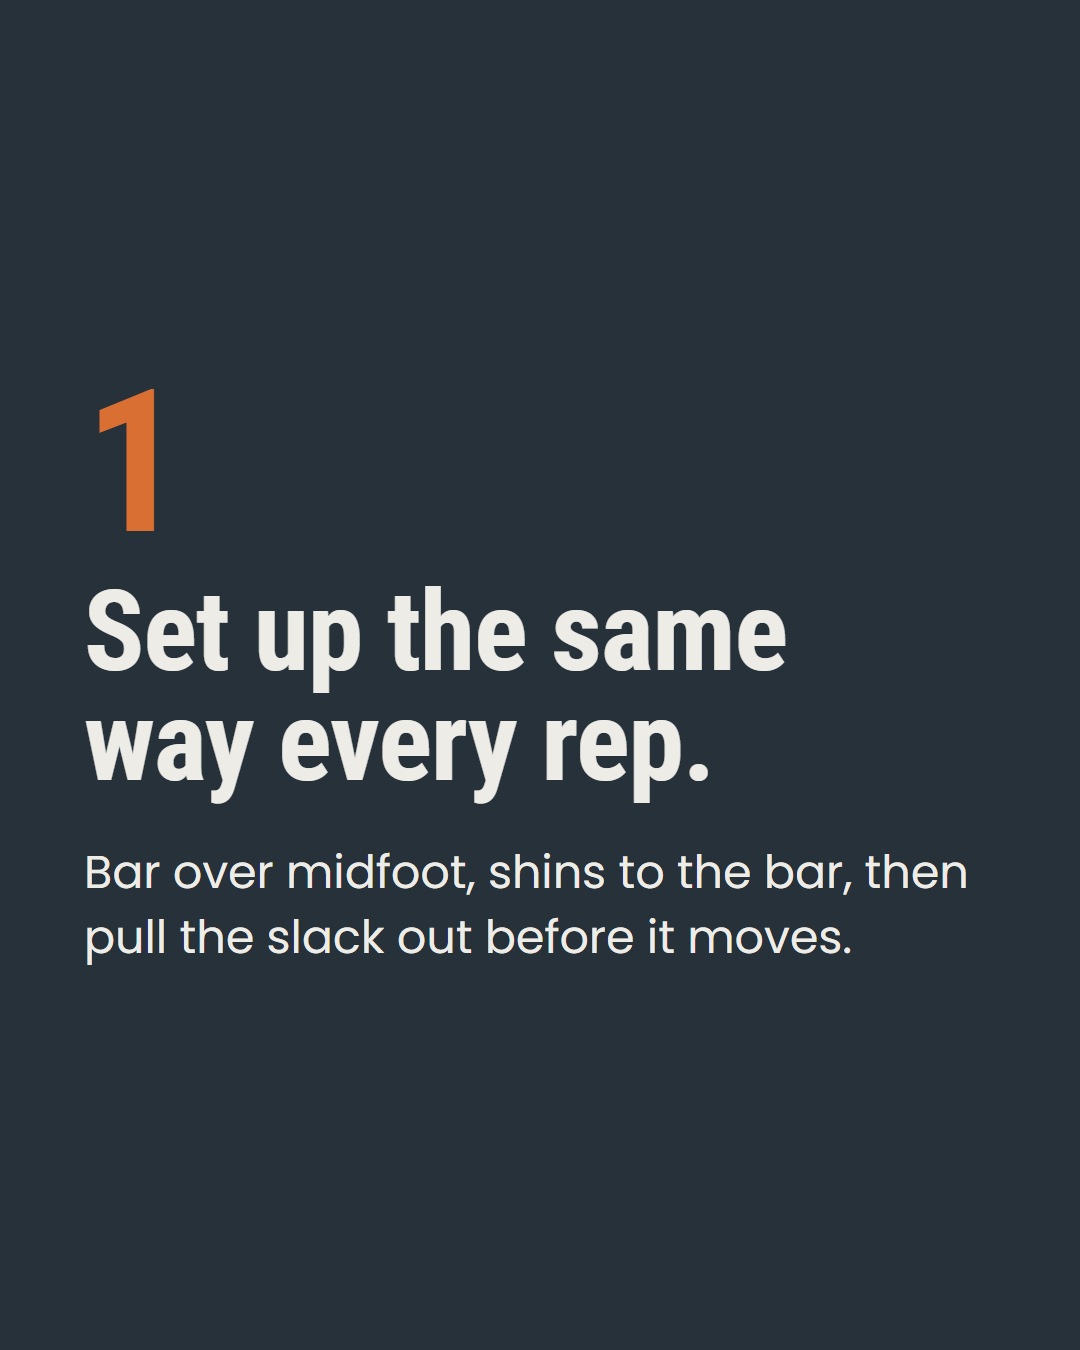 1
Set up the same
way every rep.
Bar over midfoot, shins to the bar, then
pull the slack out before it moves.